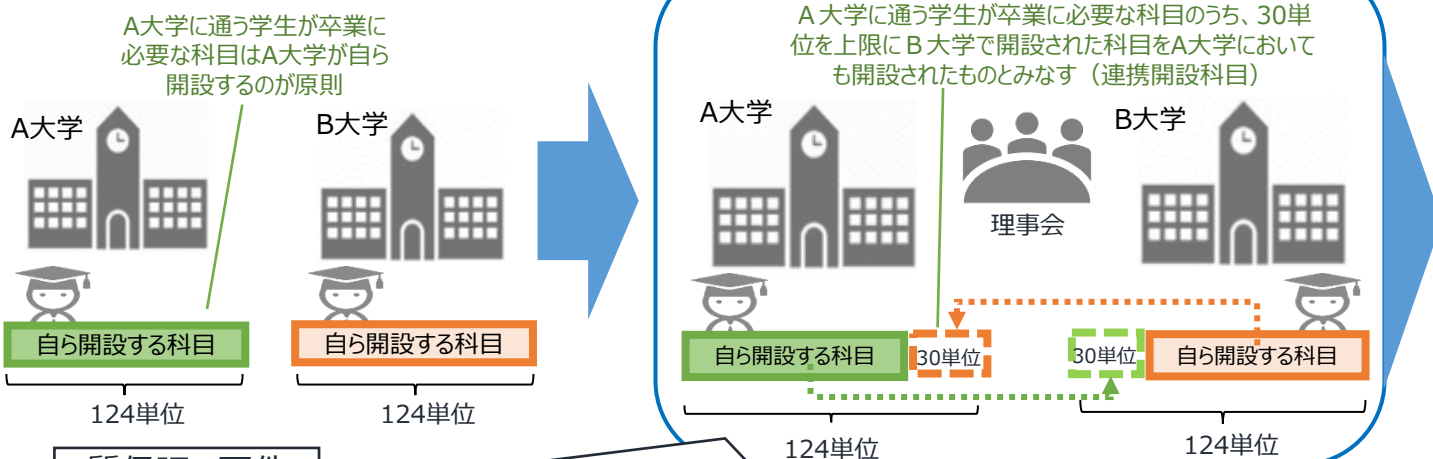 A大学に通う学生が卒業に
必要な科目はA大学が自ら
開設するのが原則
A大学
B大学
自ら開設する科目
自ら開設する科目
124単位
124単位
A大学に通う学生が卒業に必要な科目のうち、30単
位を上限にB大学で開設された科目をA大学において
も開設されたものとみなす（連携開設科目）
A大学
B大学
理事会
自ら開設する科目
30単位
30単位
自ら開設する科目
124単位
124単位